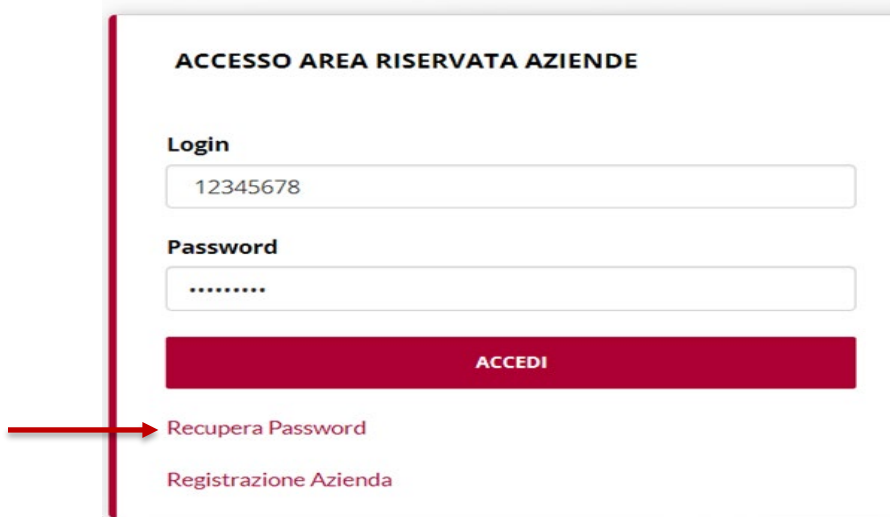 ACCESSO AREA RISERVATA AZIENDE
Login
12345678
Password
•••••••••
ACCEDI
Recupera Password
Registrazione Azienda